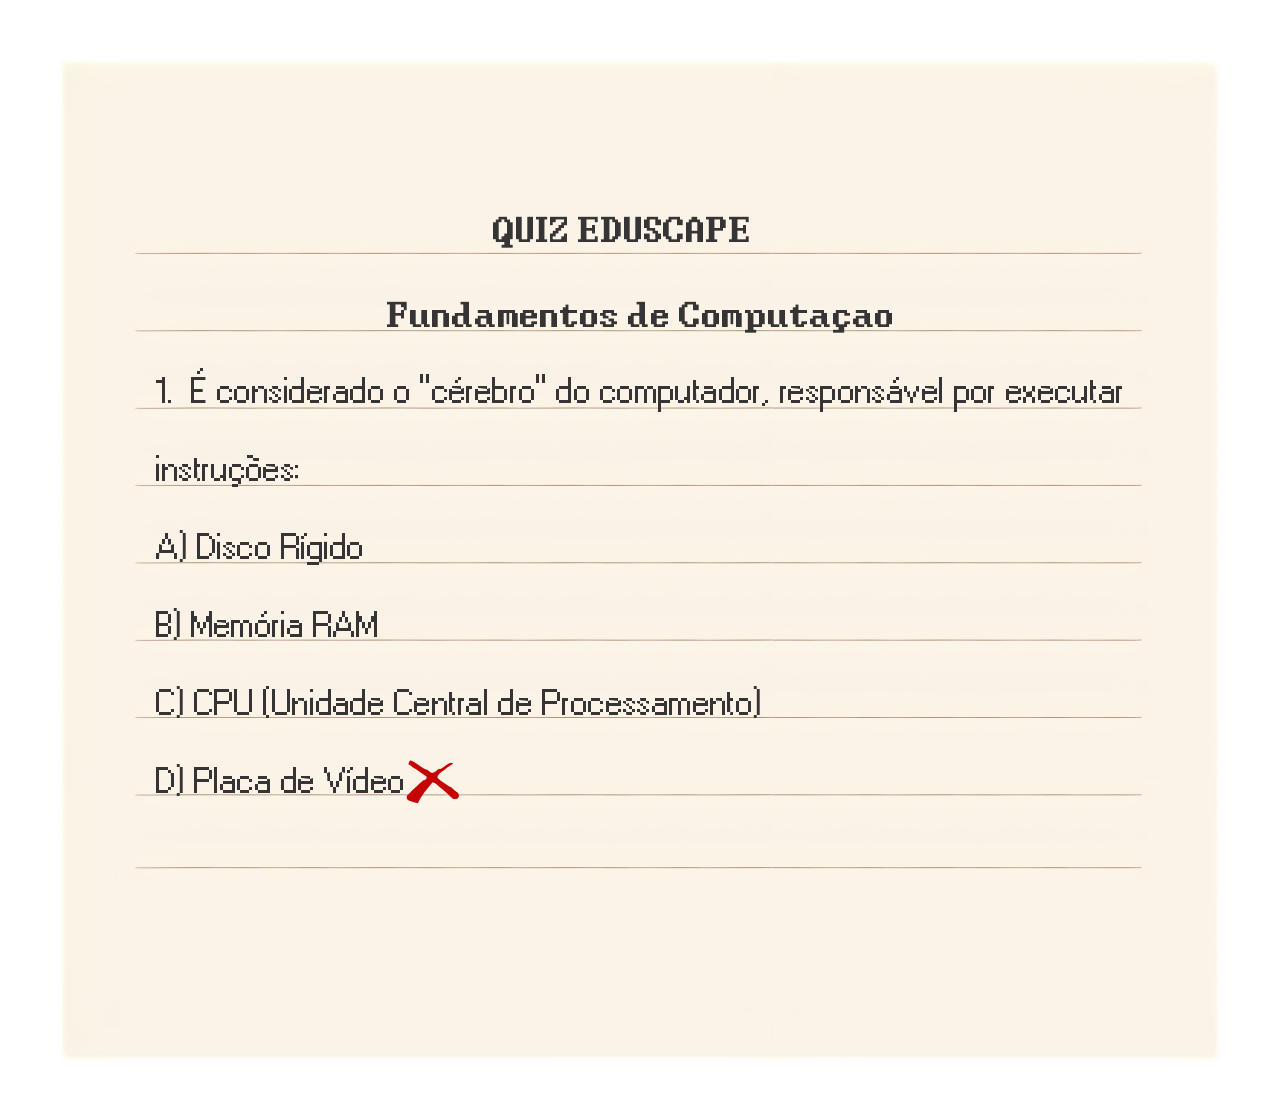 QUIZ EDUSCAPE
Fundamentos de Computaçao
1. É considerado o "cérebro" do computador, responsável por executar
instruções:
A) Disco Rígido
B) Memória RAM
C) CPU (Unidade Central de Processamento)
D) Placa de Vídeo